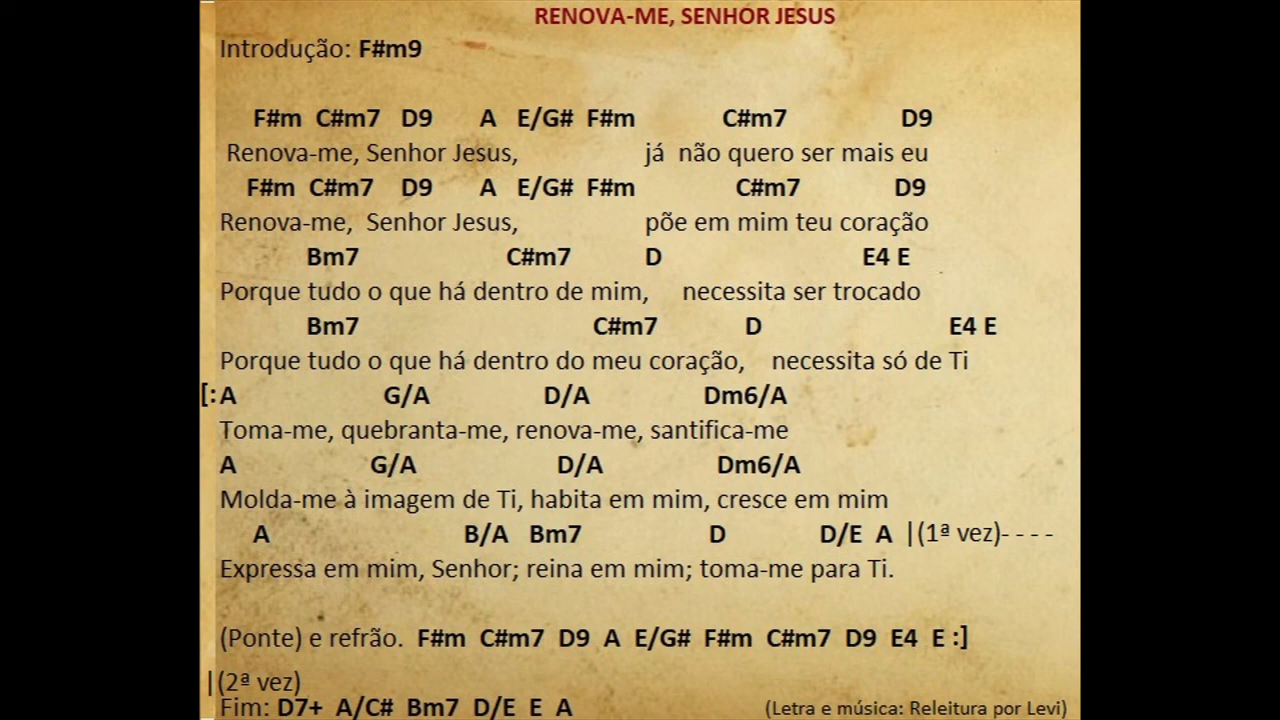 RENOVA-ME, SENHOR JESUS
Introdução: F#m9
F#m C#m7 D9 A E/G# F#m C#m7 D9
Renova-me, Senhor Jesus, já não quero ser mais eu
F#m C#m7 D9 A E/G# F#m C#m7 D9
Renova-me, Senhor Jesus, põe em mim teu coração
Bm7 C#m7 D E4 E
Porque tudo o que há dentro de mim, necessita ser trocado
Bm7 C#m7 D E4 E
Porque tudo o que há dentro do meu coração, necessita só de Ti
[: A G/A D/A Dm6/A
Toma-me, quebranta-me, renova-me, santifica-me
A G/A D/A Dm6/A
Molda-me à imagem de Ti, habita em mim, cresce em mim
A B/A Bm7 D D/E A |(1ª vez)- - - -
Expressa em mim, Senhor; reina em mim; toma-me para Ti.
(Ponte) e refrão. F#m C#m7 D9 A E/G# F#m C#m7 D9 E4 E :]
|(2ª vez)
Fim: D7+ A/C# Bm7 D/E E A (Letra e música: Releitura por Levi)